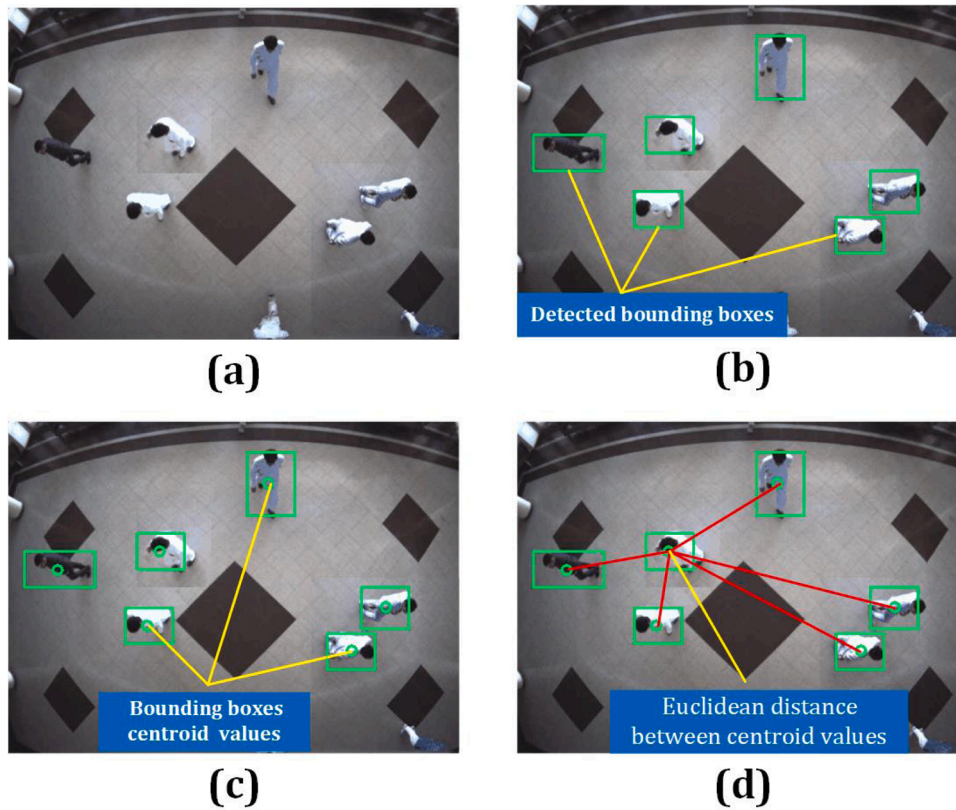 (a)
Detected bounding boxes
(b)
Bounding boxes
centroid values
(c)
Euclidean distance
between centroid values
(d)